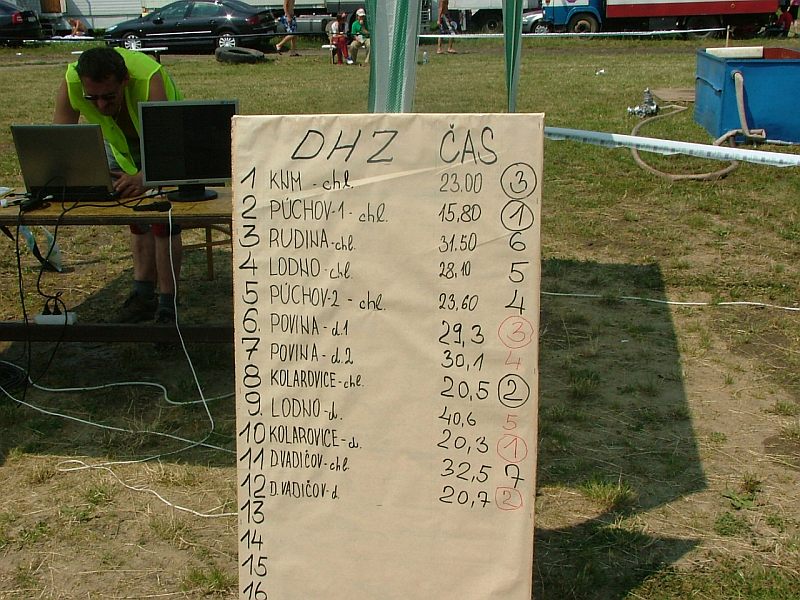 DHZ ČAS
1 KNM - chl. 23.00 3
2 PÚCHOV-1 - chl. 15,80 1
3 RUDINA - chl. 31.50 6
4 LODNO - chl. 28,10 5
5 PÚCHOV-2 - chl. 23,60 4
6. POVINA - d.1 29,3 3
7 POVINA - d.2 30,1 4
8 KOLAROVICE - chl. 20,5 2
9. LODNO - d. 40,6 5
10 KOLAROVICE - d. 20,3 1
11 DVADIČOV - chl. 32,5 7
12 D.VADIČOV - d. 20,7 2
13
14
15
16